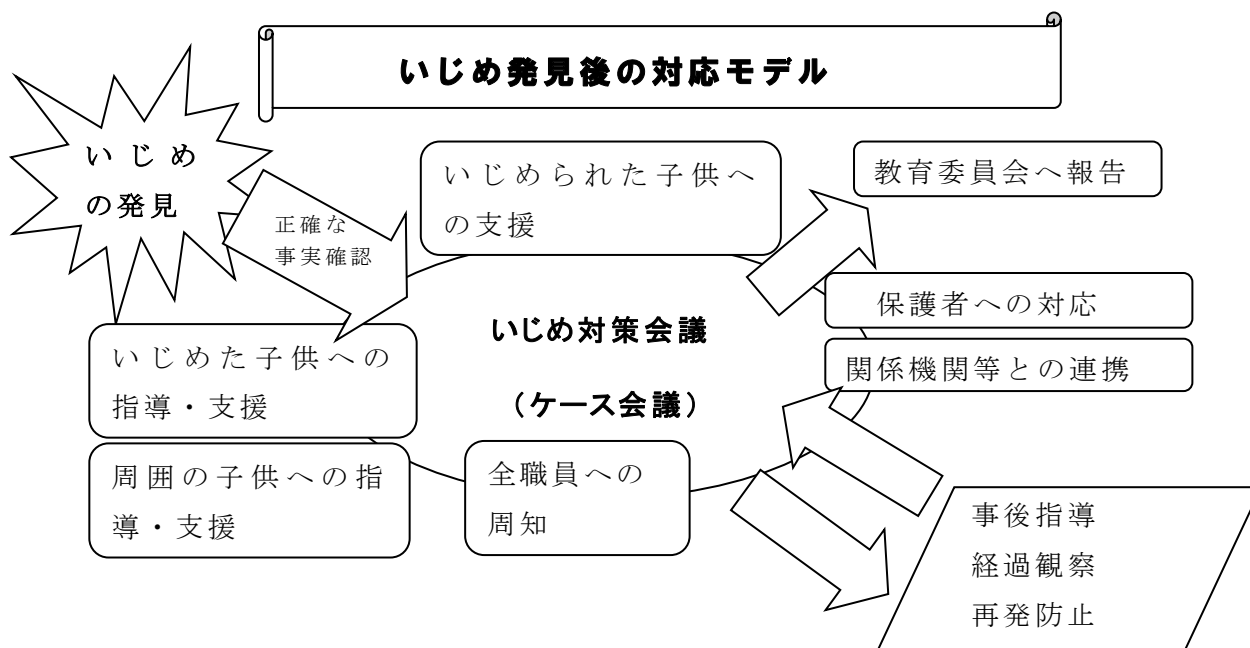 いじめ発見後の対応モデル
いじめ
の発見
正確な
事実確認
いじめられた子供へ
の支援
教育委員会へ報告
保護者への対応
関係機関等との連携
いじめ対策会議
（ケース会議）
いじめた子供への
指導・支援
周囲の子供への指
導・支援
全職員への
周知
事後指導
経過観察
再発防止